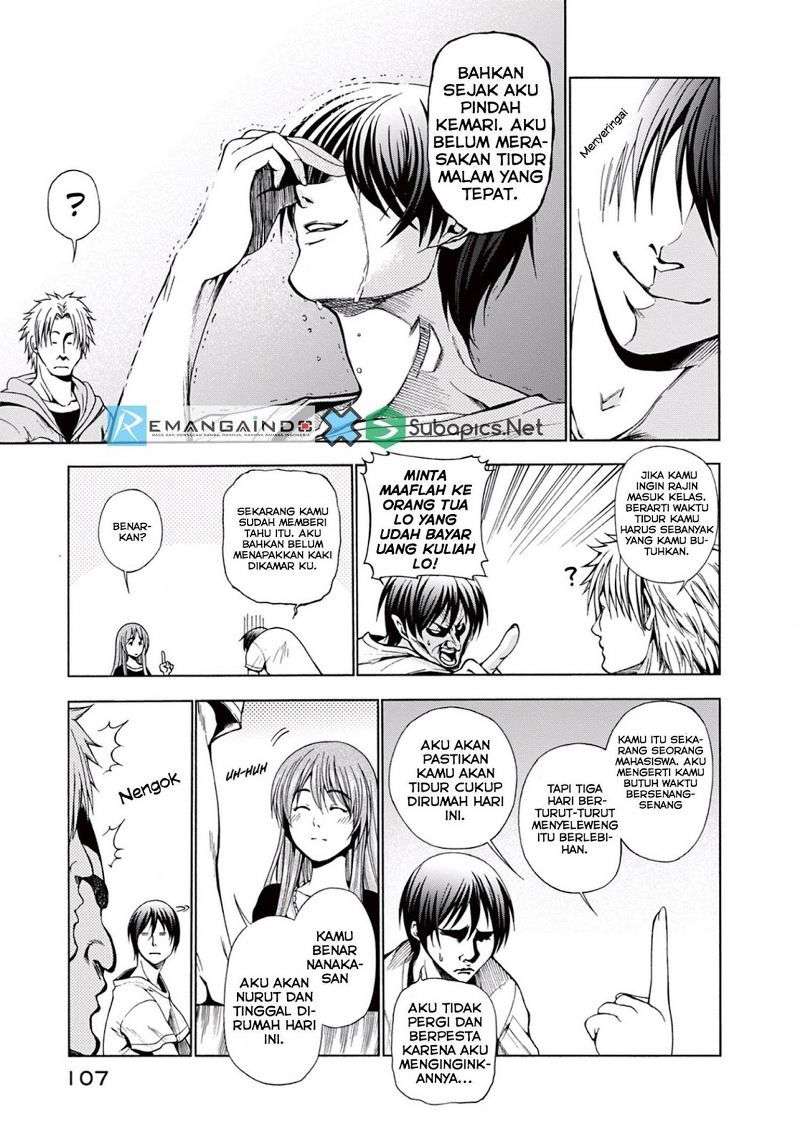 Menyeringai
BAHKAN
SEJAK AKU
PINDAH
KEMARI. AKU
BELUM MERA-
SAKAN TIDUR
MALAM YANG
TEPAT.
?
REMANGAINDO
Subapics.Net
JIKA KAMU
INGIN RAJIN
MASUK KELAS.
BERARTI WAKTU
TIDUR KAMU
HARUS SEBANYAK
YANG KAMU BU-
TUHKAN.
?
MINTA
MAAFLAH KE
ORANG TUA
LO YANG
UDAH BAYAR
UANG KULIAH
LO!
SEKARANG KAMU
SUDAH MEMBERI
TAHU ITU. AKU
BAHKAN BELUM
MENAPAKKAN KAKI
DIKAMAR KU.
BENAR-
KAN?
KAMU ITU SEKA-
RANG SEORANG
MAHASISWA. AKU
MENGERTI KAMU
BUTUH WAKTU
BERSENANG-
SENANG
TAPI TIGA
HARI BER-
TURUT-TURUT
MENYELEWENG
ITU BERLEBI-
HAN.
AKU AKAN
PASTIKAN
KAMU AKAN
TIDUR CUKUP
DIRUMAH HARI
INI.
AKU TIDAK
PERGI DAN
BERPESTA
KARENA AKU
MENGINGINK-
ANNYA...
UH-HUH
KAMU
BENAR
NANAKA-
SAN
AKU AKAN
NURUT DAN
TINGGAL DI-
RUMAH HARI
INI.
Nengok
107